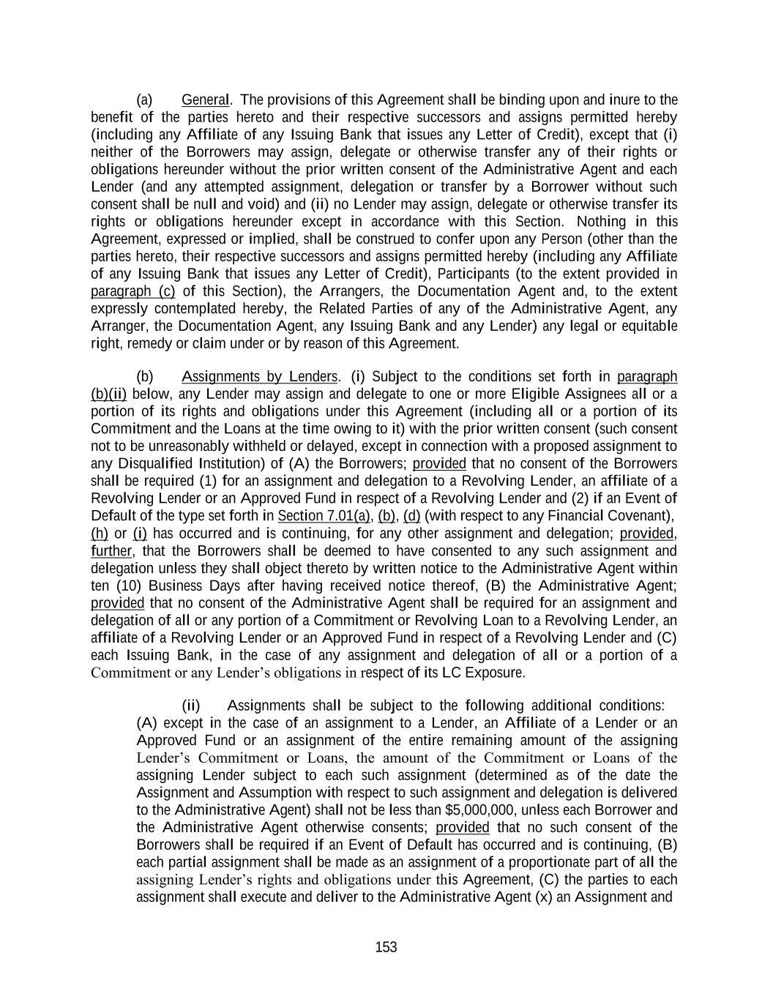 (a) General. The provisions of this Agreement shall be binding upon and inure to the
benefit of the parties hereto and their respective successors and assigns permitted hereby
(including any Affiliate of any Issuing Bank that issues any Letter of Credit), except that (i)
neither of the Borrowers may assign, delegate or otherwise transfer any of their rights or
obligations hereunder without the prior written consent of the Administrative Agent and each
Lender (and any attempted assignment, delegation or transfer by a Borrower without such
consent shall be null and void) and (ii) no Lender may assign, delegate or otherwise transfer its
rights or obligations hereunder except in accordance with this Section. Nothing in this
Agreement, expressed or implied, shall be construed to confer upon any Person (other than the
parties hereto, their respective successors and assigns permitted hereby (including any Affiliate
of any Issuing Bank that issues any Letter of Credit), Participants (to the extent provided in
paragraph (c) of this Section), the Arrangers, the Documentation Agent and, to the extent
expressly contemplated hereby, the Related Parties of any of the Administrative Agent, any
Arranger, the Documentation Agent, any Issuing Bank and any Lender) any legal or equitable
right, remedy or claim under or by reason of this Agreement.
(b) Assignments by Lenders. (i) Subject to the conditions set forth in paragraph
(b)(ii) below, any Lender may assign and delegate to one or more Eligible Assignees all or a
portion of its rights and obligations under this Agreement (including all or a portion of its
Commitment and the Loans at the time owing to it) with the prior written consent (such consent
not to be unreasonably withheld or delayed, except in connection with a proposed assignment to
any Disqualified Institution) of (A) the Borrowers; provided that no consent of the Borrowers
shall be required (1) for an assignment and delegation to a Revolving Lender, an affiliate of a
Revolving Lender or an Approved Fund in respect of a Revolving Lender and (2) if an Event of
Default of the type set forth in Section 7.01(a), (b), (d) (with respect to any Financial Covenant),
(h) or (i) has occurred and is continuing, for any other assignment and delegation; provided,
further, that the Borrowers shall be deemed to have consented to any such assignment and
delegation unless they shall object thereto by written notice to the Administrative Agent within
ten (10) Business Days after having received notice thereof, (B) the Administrative Agent;
provided that no consent of the Administrative Agent shall be required for an assignment and
delegation of all or any portion of a Commitment or Revolving Loan to a Revolving Lender, an
affiliate of a Revolving Lender or an Approved Fund in respect of a Revolving Lender and (C)
each Issuing Bank, in the case of any assignment and delegation of all or a portion of a
Commitment or any Lender’s obligations in respect of its LC Exposure.
(ii) Assignments shall be subject to the following additional conditions:
(A) except in the case of an assignment to a Lender, an Affiliate of a Lender or an
Approved Fund or an assignment of the entire remaining amount of the assigning
Lender’s Commitment or Loans, the amount of the Commitment or Loans of the
assigning Lender subject to each such assignment (determined as of the date the
Assignment and Assumption with respect to such assignment and delegation is delivered
to the Administrative Agent) shall not be less than $5,000,000, unless each Borrower and
the Administrative Agent otherwise consents; provided that no such consent of the
Borrowers shall be required if an Event of Default has occurred and is continuing, (B)
each partial assignment shall be made as an assignment of a proportionate part of all the
assigning Lender’s rights and obligations under this Agreement, (C) the parties to each
assignment shall execute and deliver to the Administrative Agent (x) an Assignment and
153